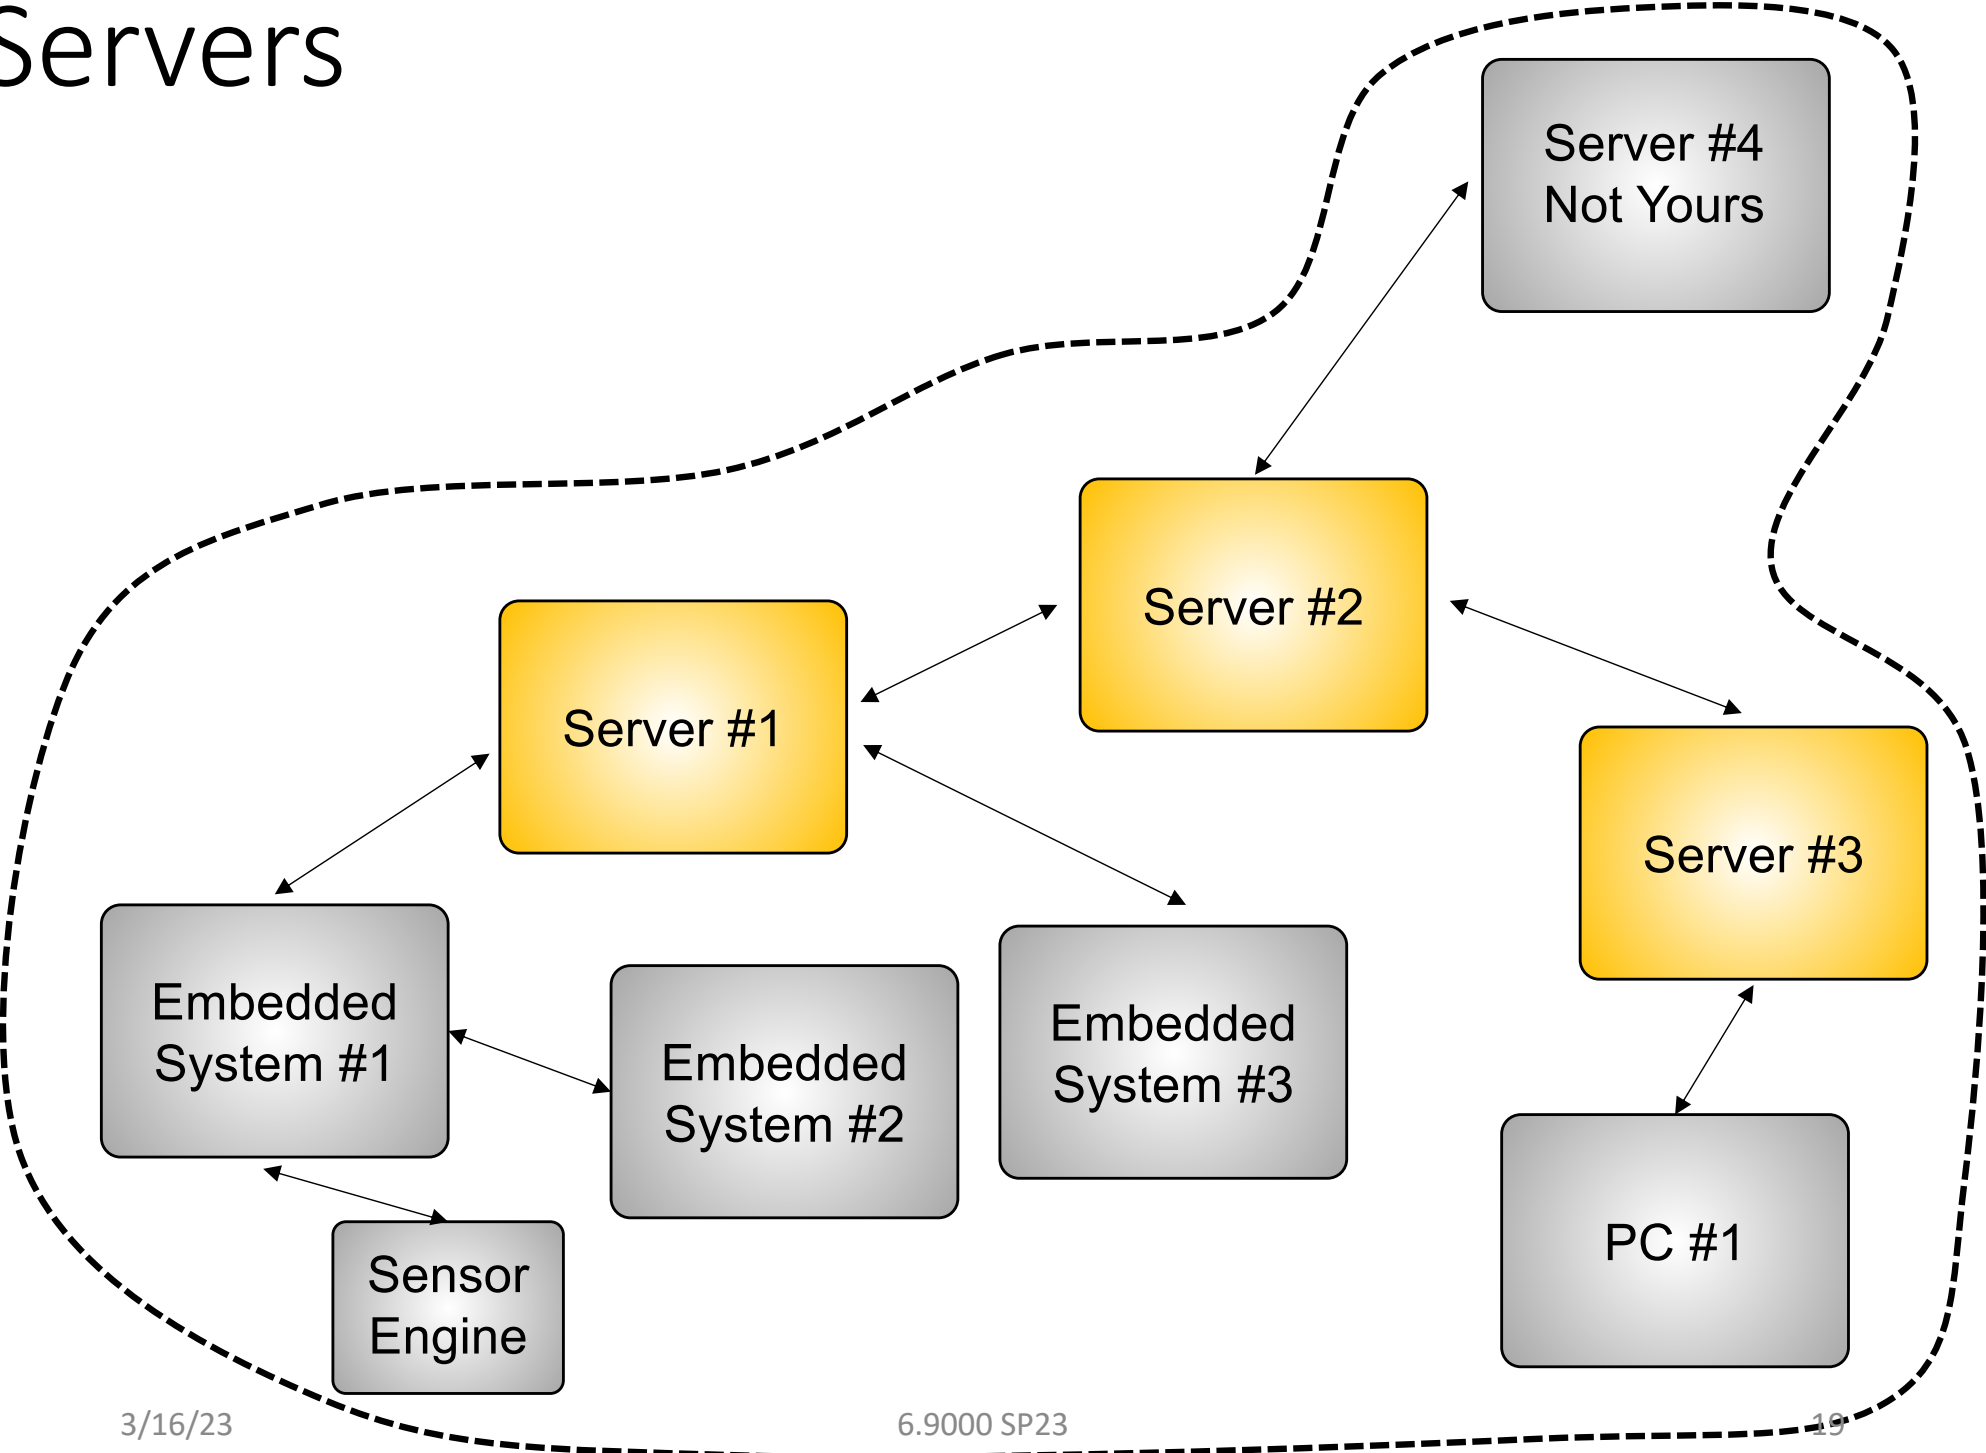 Servers
Server #4
Not Yours
Server #2
Server #1
Server #3
Embedded
System #1
Embedded
System #2
Embedded
System #3
PC #1
Sensor
Engine
3/16/23
6.9000 SP23
19